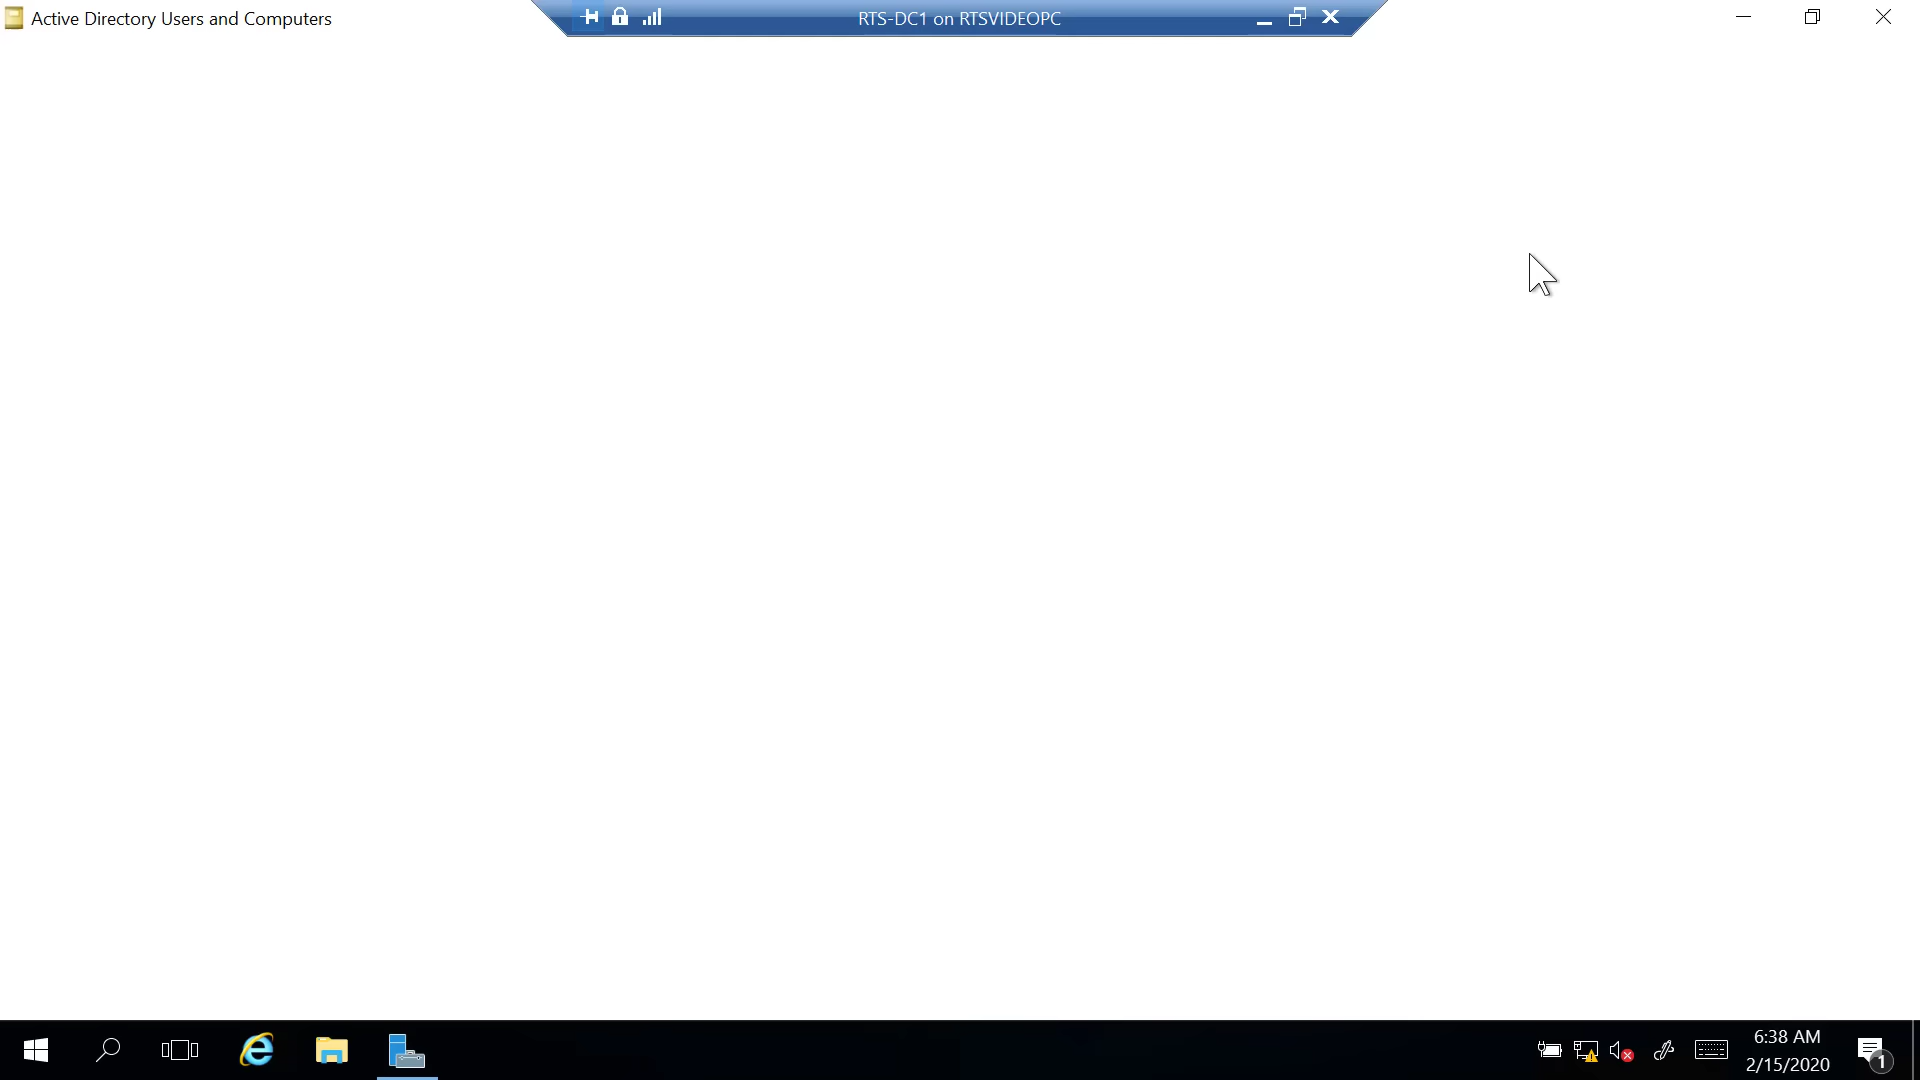 Active Directory Users and Computers
RTS-DC1 on RTSVIDEOPC
6:38 AM
2/15/2020
1